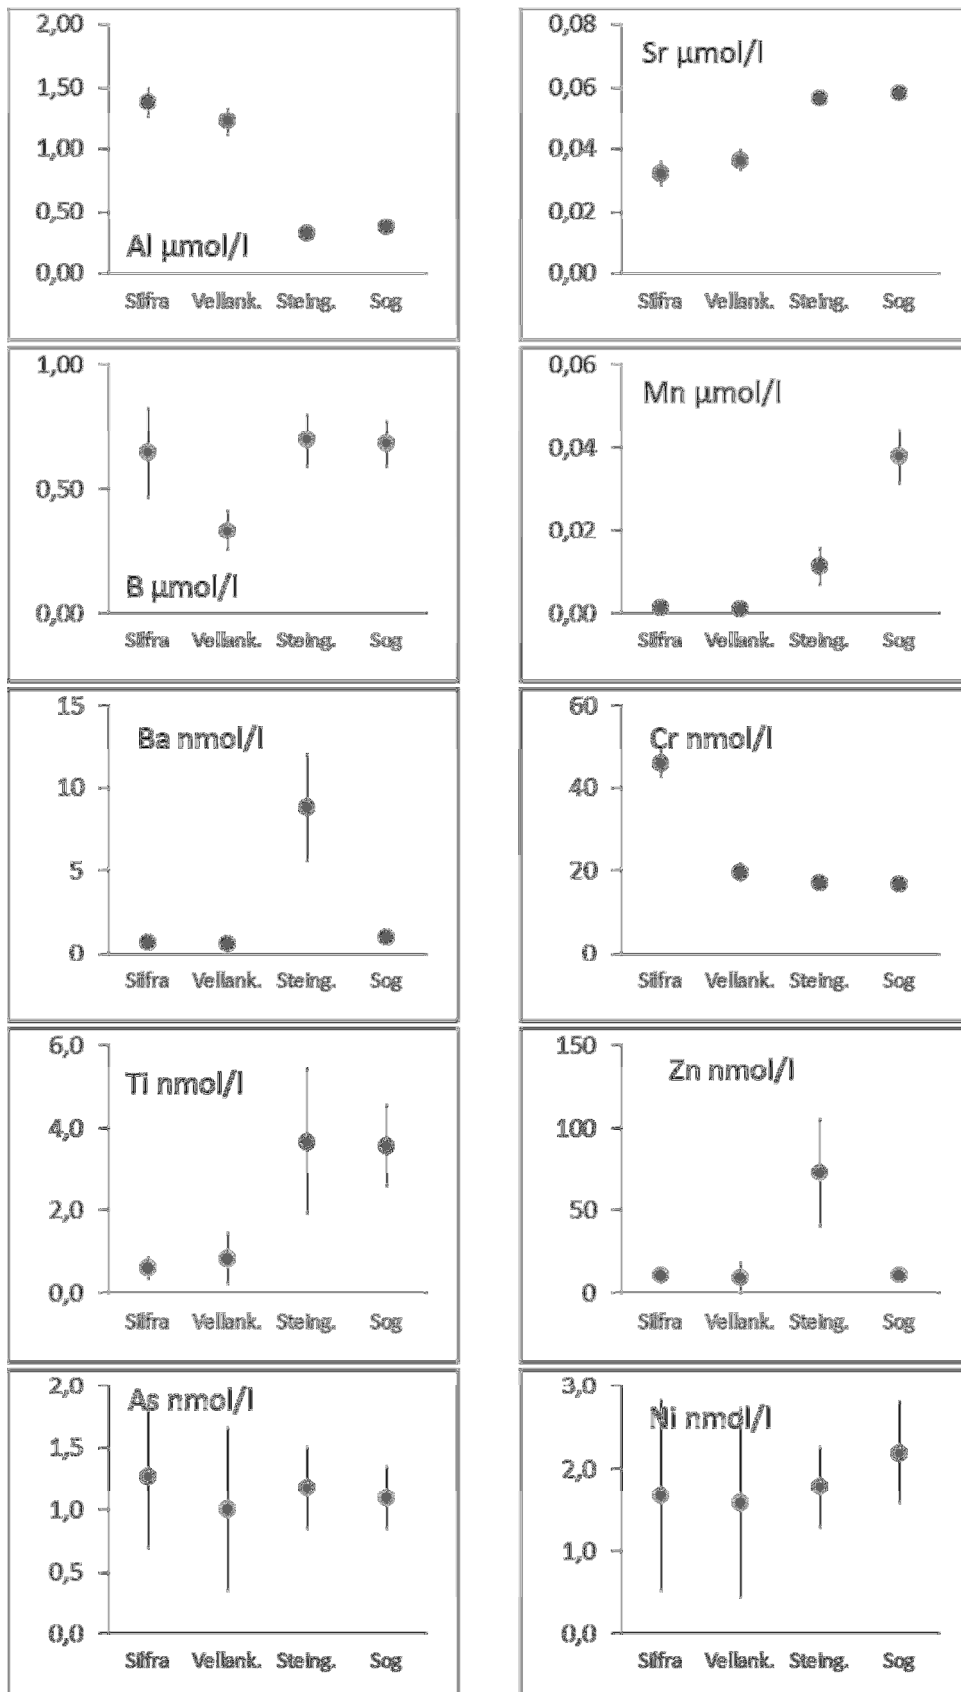 2,00
1,50
1,00
0,50
0,00
Al µmol/l
Silfra Vellank. Steing. Sog
0,08
0,06
0,04
0,02
0,00
Sr µmol/l
Silfra Vellank. Steing. Sog
1,00
0,50
0,00
B µmol/l
Silfra Vellank. Steing. Sog
0,06
0,04
0,02
0,00
Mn µmol/l
Silfra Vellank. Steing. Sog
15
10
5
0
Ba nmol/l
Silfra Vellank. Steing. Sog
60
40
20
0
Cr nmol/l
Silfra Vellank. Steing. Sog
6,0
4,0
2,0
0,0
Ti nmol/l
Silfra Vellank. Steing. Sog
150
100
50
0
Zn nmol/l
Silfra Vellank. Steing. Sog
2,0
1,5
1,0
0,5
0,0
As nmol/l
Silfra Vellank. Steing. Sog
3,0
2,0
1,0
0,0
Ni nmol/l
Silfra Vellank. Steing. Sog